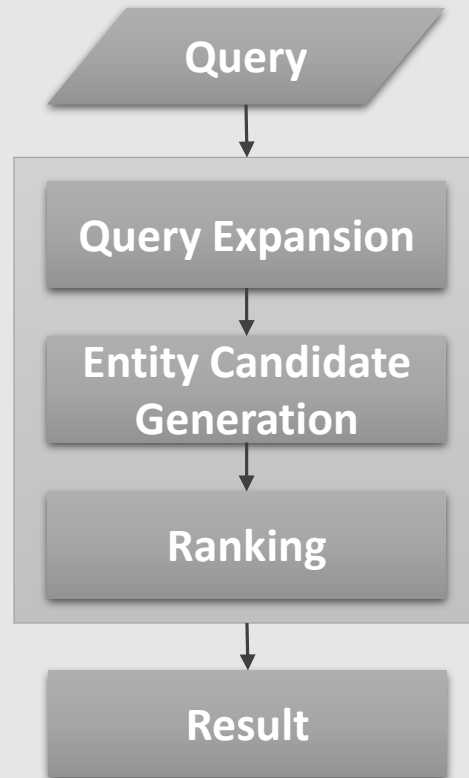 Query
Query Expansion
Entity Candidate
Generation
Ranking
Result